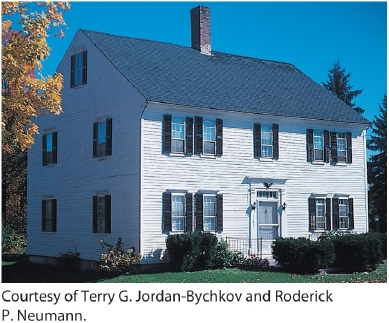 Courtesy of Terry G. Jordan-Bychkov and Roderick
P. Neumann.